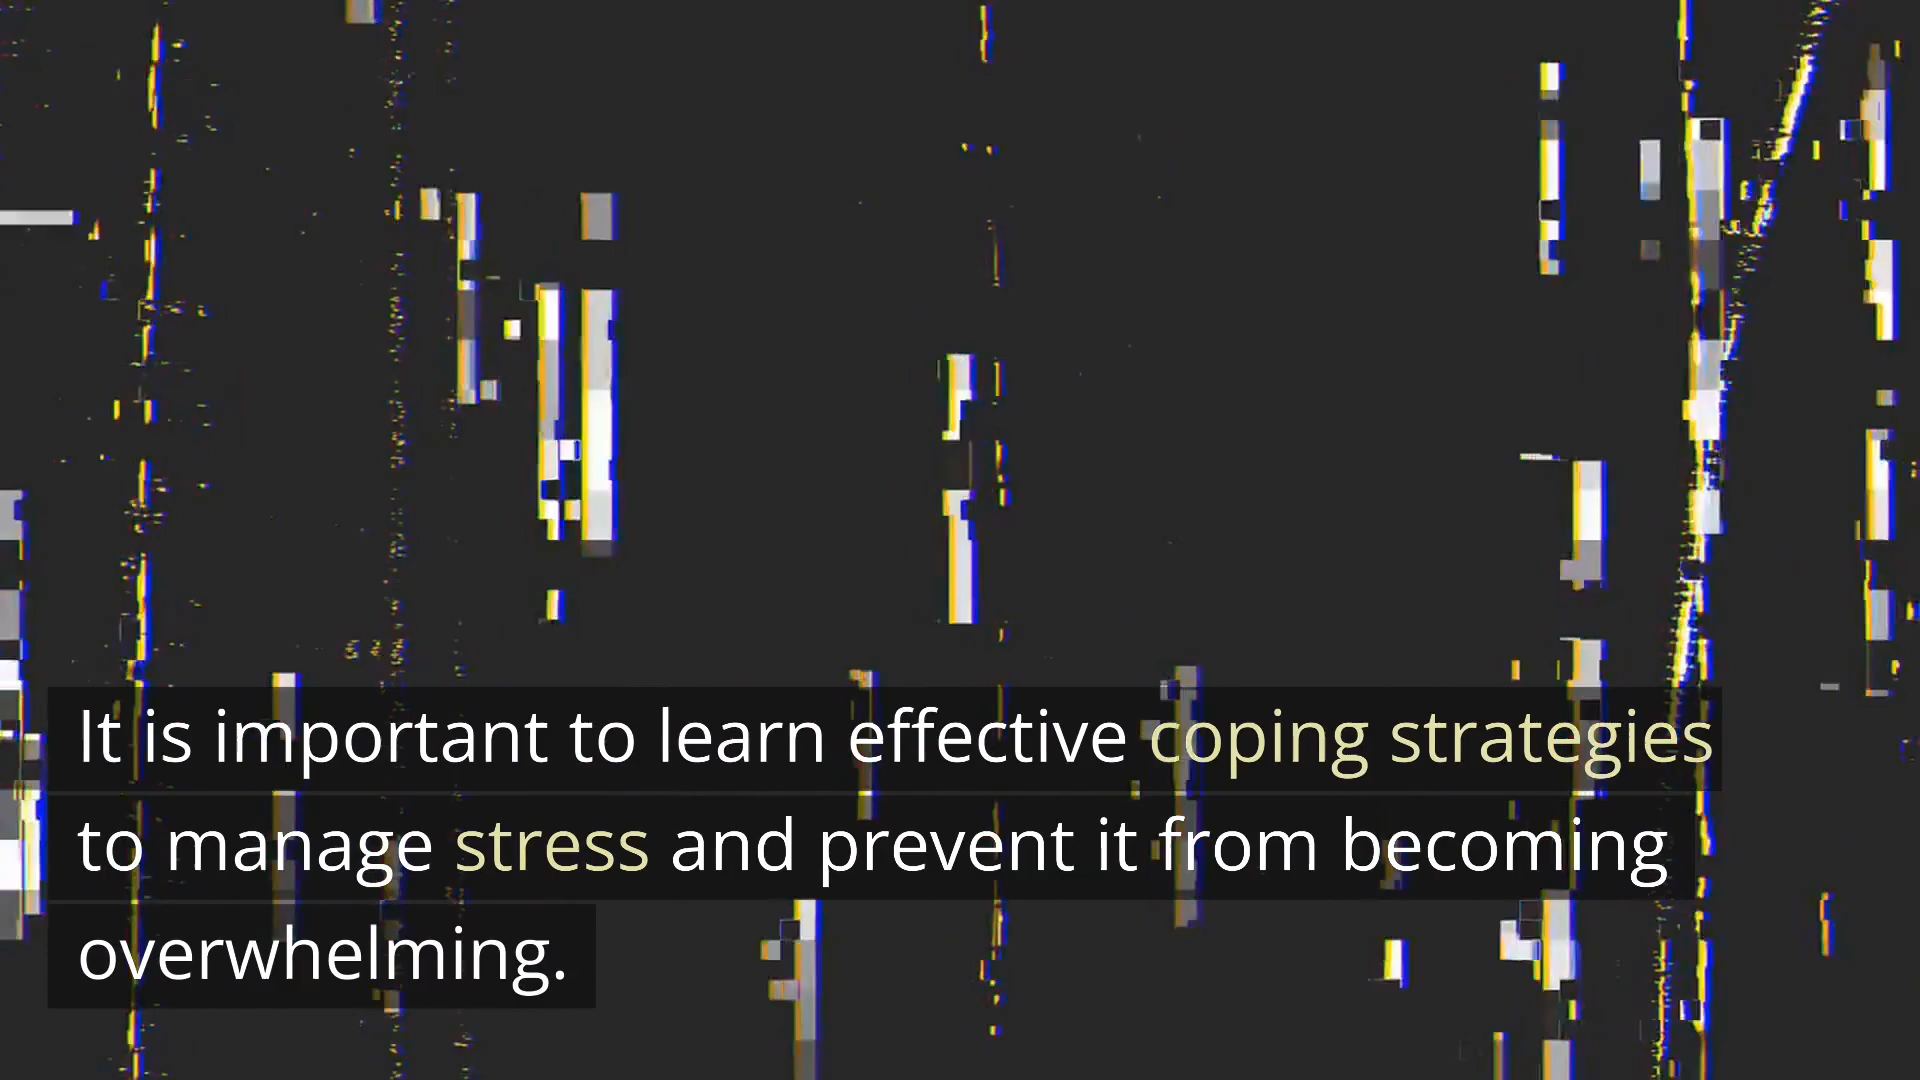 It is important to learn effective coping strategies
to manage stress and prevent it from becoming
overwhelming.